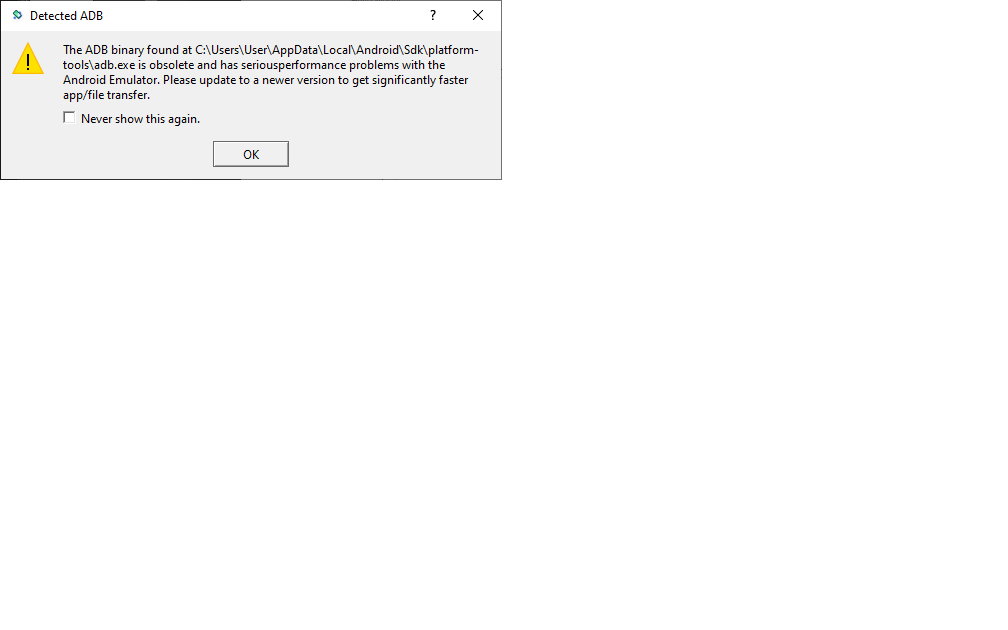 Detected ADB
The ADB binary found at C:\Users\User\AppData\Local\Android\Sdk\platform-
tools\adb.exe is obsolete and has seriousperformance problems with the
Android Emulator. Please update to a newer version to get significantly faster
app/file transfer.
Never show this again.
OK